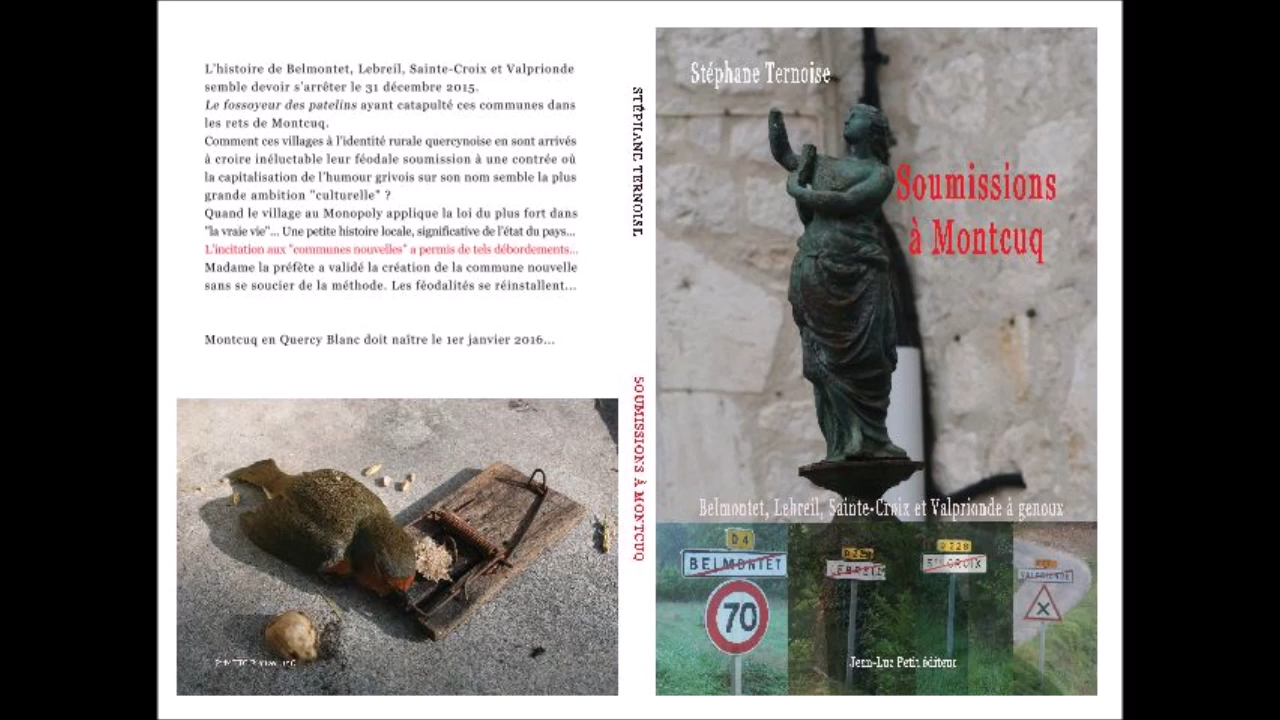 L'histoire de Belmontet, Lebreil, Sainte-Croix et Valprionde
semble devoir s'arrêter le 31 décembre 2015.
Le fossoyeur des patelins ayant catapulté ces communes dans
les rets de Montcuq.
Comment ces villages à l'identité rurale quercynoise en sont arrivés
à croire inéluctable leur féodale soumission à une contrée où
la capitalisation de l'humour grivois sur son nom semble la plus
grande ambition "culturelle" ?
Quand le village au Monopoly applique la loi du plus fort dans
"la vraie vie"... Une petite histoire locale, significative de l'état du pays...
L'incitation aux "communes nouvelles" a permis de tels débordements...
Madame la préfète a validé la création de la commune nouvelle
sans se soucier de la méthode. Les féodalités se réinstallent...
Montcuq en Quercy Blanc doit naître le 1er janvier 2016...
STÉPHANE TERNOISE
SOUMISSIONS À MONTCUQ
Stéphane Ternoise
Soumissions
à Montcuq
Belmontet, Lebreil, Sainte-Croix et Valprionde à genoux
D 4
BELMONTET
70
LEBREIL
D 228
STE CROIX
VALPRIONDE
Jean-Luc Petit éditeur